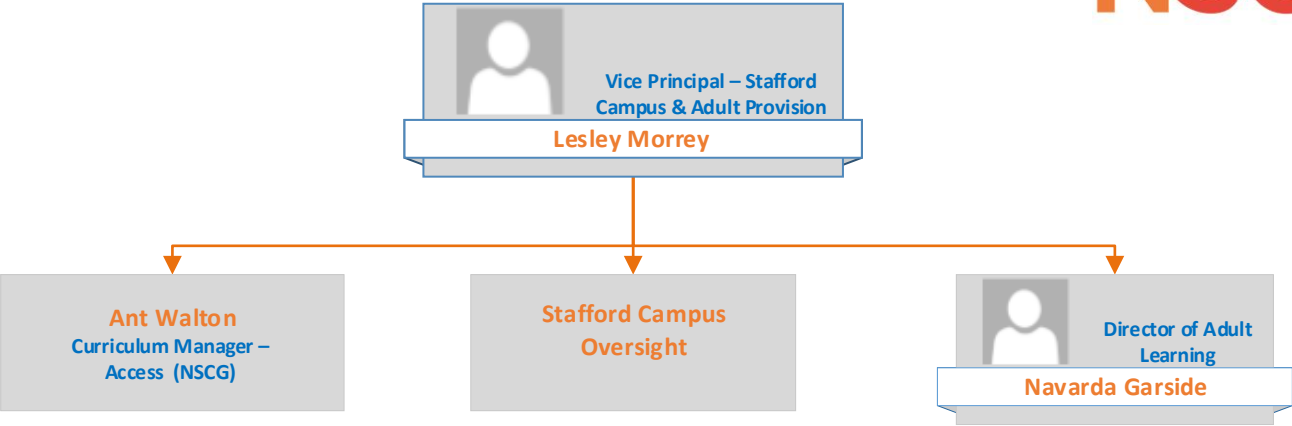 Vice Principal – Stafford
Campus & Adult Provision
Lesley Morrey
Ant Walton
Curriculum Manager –
Access (NSCG)
Stafford Campus
Oversight
Director of Adult
Learning
Navarda Garside